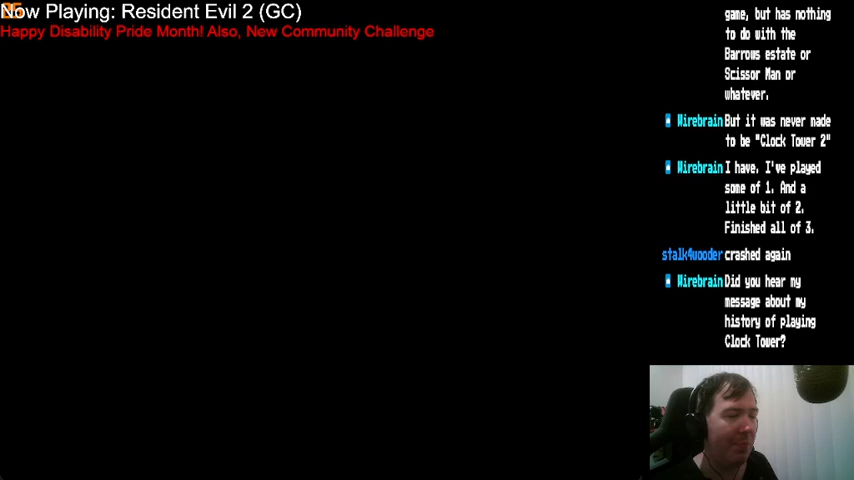 Now Playing: Resident Evil 2 (GC)
Happy Disability Pride Month! Also, New Community Challenge
game, but has nothing
to do with the
Barrows estate or
Scissor Man or
whatever.
Wirebrain But it was never made
to be "Clock Tower 2"
Wirebrain I have. I've played
some of 1. And a
little bit of 2.
Finished all of 3.
stalk4wooder crashed again
Wirebrain Did you hear my
message about my
history of playing
Clock Tower?